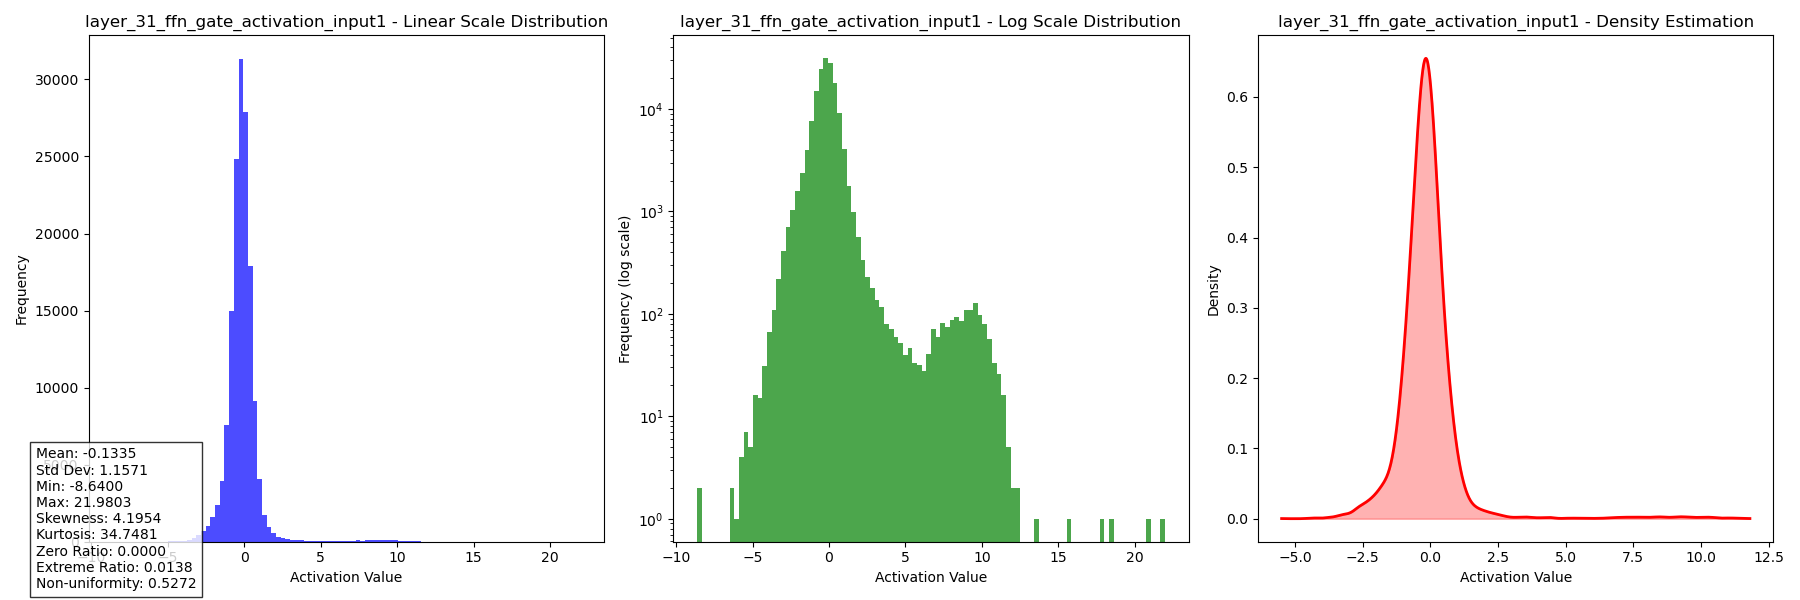 layer_31_ffn_gate_activation_input1 - Linear Scale Distribution
30000
25000
20000
15000
10000
Frequency
0
5
10
15
20
Activation Value
Mean: -0.1335
Std Dev: 1.1571
Min: -8.6400
Max: 21.9803
Skewness: 4.1954
Kurtosis: 34.7481
Zero Ratio: 0.0000
Extreme Ratio: 0.0138
Non-uniformity: 0.5272
layer_31_ffn_gate_activation_input1 - Log Scale Distribution
10⁴
10³
10²
10¹
10⁰
Frequency (log scale)
−10
−5
0
5
10
15
20
Activation Value
layer_31_ffn_gate_activation_input1 - Density Estimation
0.6
0.5
0.4
0.3
0.2
0.1
0.0
Density
−5.0
−2.5
0.0
2.5
5.0
7.5
10.0
12.5
Activation Value